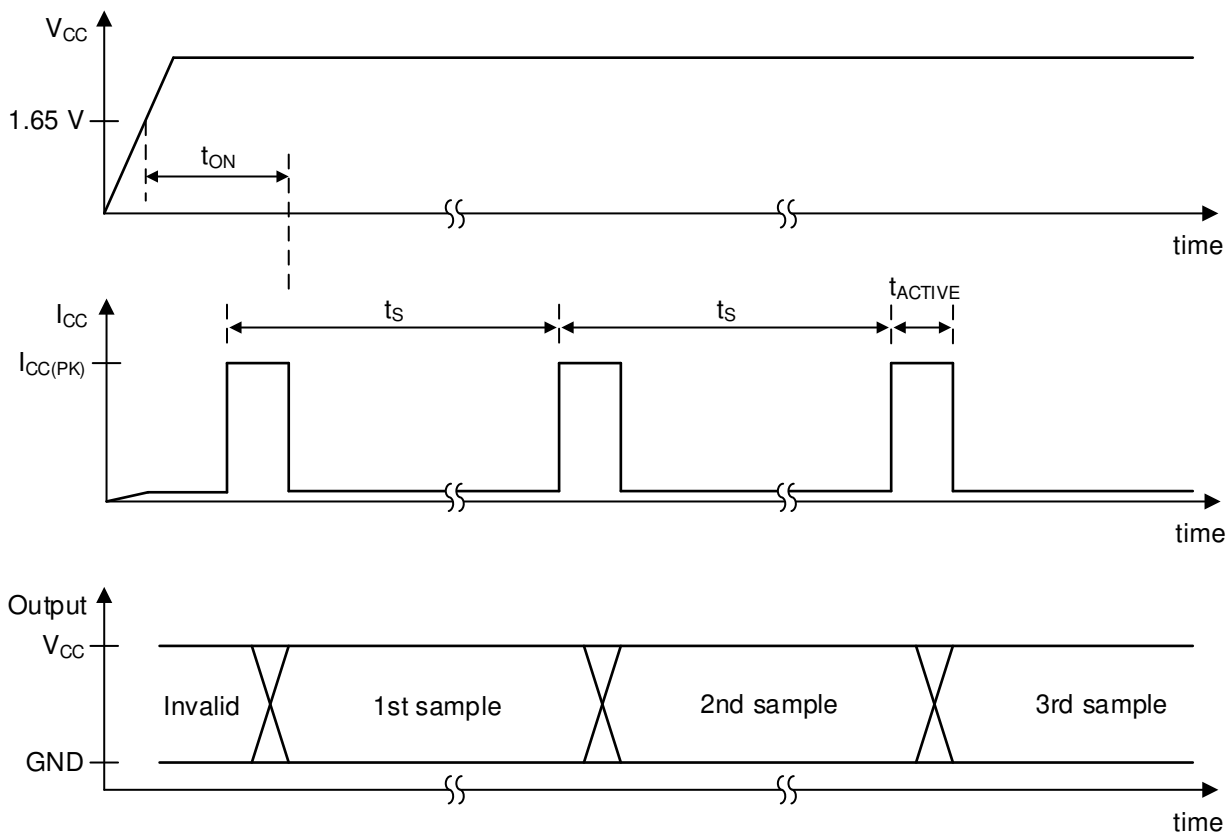 V_CC
1.65 V
t_ON
time
t_ACTIVE
I_CC
t_S
t_S
I_CC(PK)
time
Output
V_CC
Invalid
1st sample
2nd sample
3rd sample
GND
time